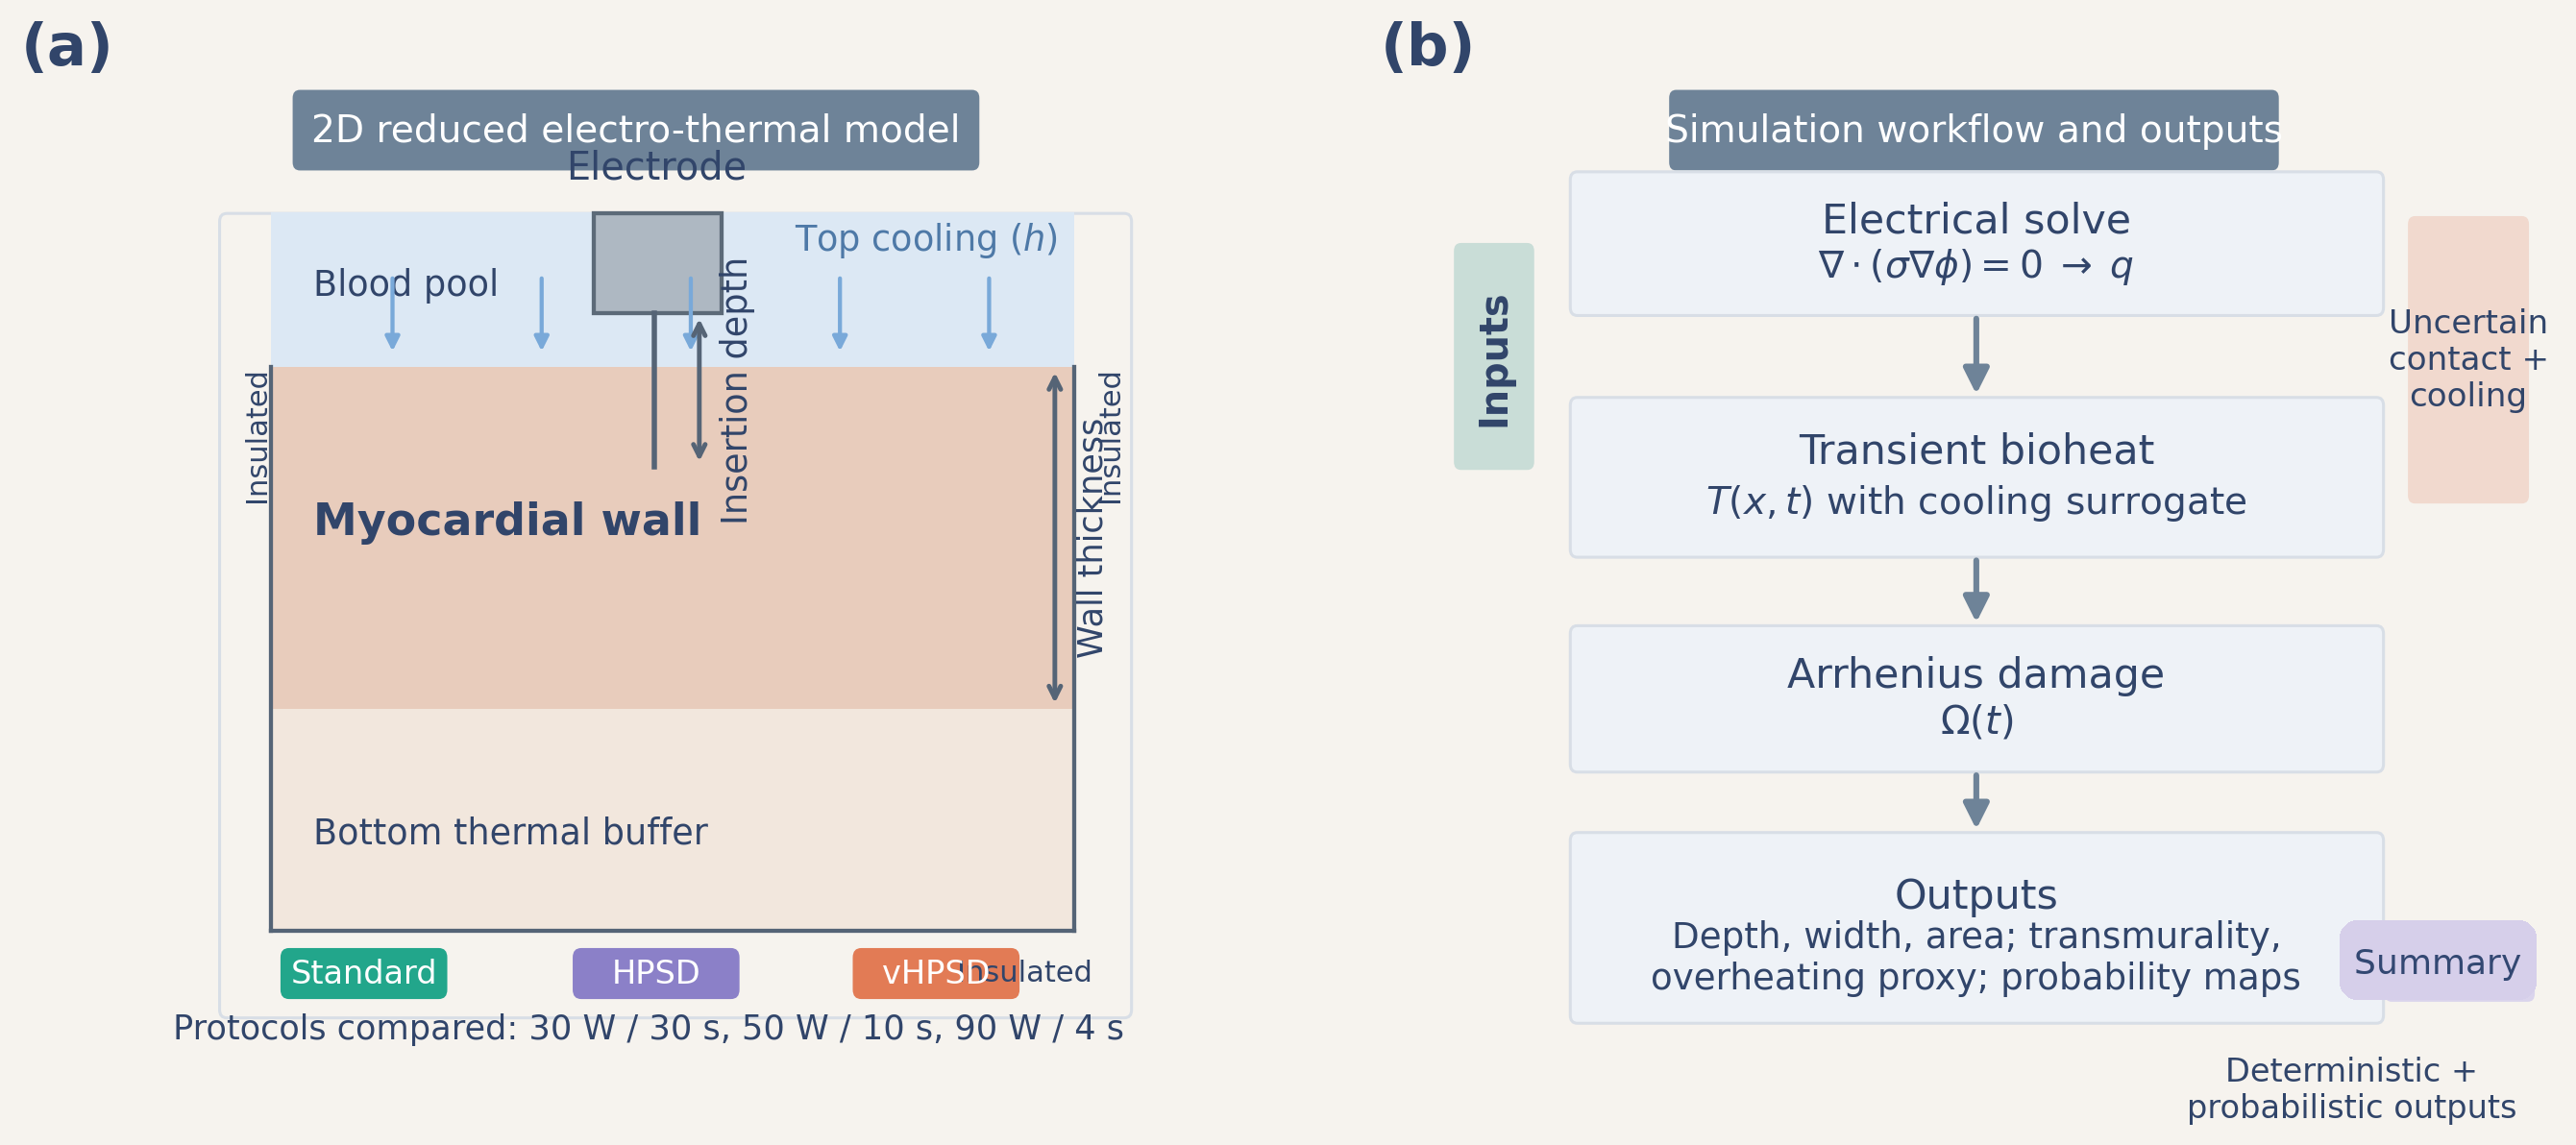 (a)
2D reduced electro-thermal model
Electrode
Top cooling (h)
Blood pool
Insertion depth
Insulated
Insulated
Wall thickness
Myocardial wall
Bottom thermal buffer
Standard
HPSD
vHPSD
Insulated
Protocols compared: 30 W / 30 s, 50 W / 10 s, 90 W / 4 s
(b)
Simulation workflow and outputs
Inputs
Electrical solve
∇ · (σ∇ϕ) = 0 → q
Uncertain
contact +
cooling
Transient bioheat
T(x, t) with cooling surrogate
Arrhenius damage
Ω(t)
Outputs
Depth, width, area; transmurality,
overheating proxy; probability maps
Summary
Deterministic +
probabilistic outputs